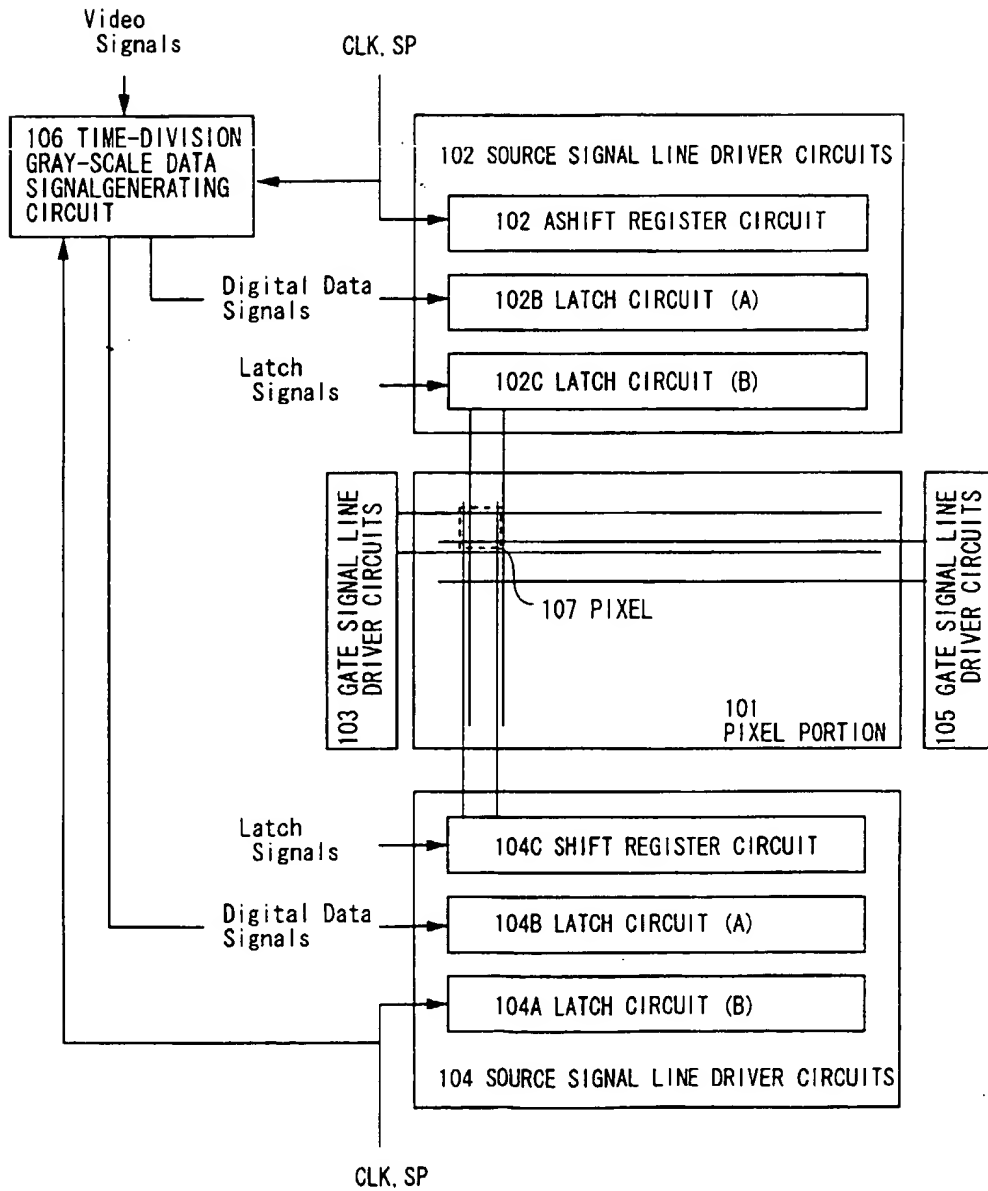 Video
Signals
CLK, SP
106 TIME-DIVISION
GRAY-SCALE DATA
SIGNALGENERATING
CIRCUIT
102 SOURCE SIGNAL LINE DRIVER CIRCUITS
102 ASHIFT REGISTER CIRCUIT
Digital Data
Signals
102B LATCH CIRCUIT (A)
Latch
Signals
102C LATCH CIRCUIT (B)
103 GATE SIGNAL LINE
DRIVER CIRCUITS
107 PIXEL
101
PIXEL PORTION
105 GATE SIGNAL LINE
DRIVER CIRCUITS
Latch
Signals
104C SHIFT REGISTER CIRCUIT
Digital Data
Signals
104B LATCH CIRCUIT (A)
104A LATCH CIRCUIT (B)
104 SOURCE SIGNAL LINE DRIVER CIRCUITS
CLK, SP